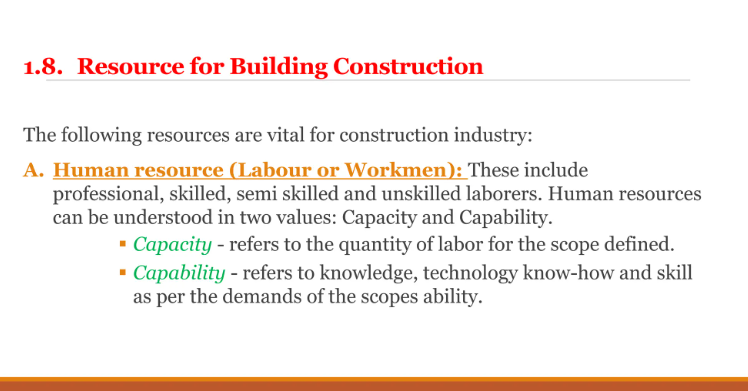 1.8. Resource for Building Construction
The following resources are vital for construction industry:
A. Human resource (Labour or Workmen): These include
professional, skilled, semi skilled and unskilled laborers. Human resources
can be understood in two values: Capacity and Capability.
▪ Capacity - refers to the quantity of labor for the scope defined.
▪ Capability - refers to knowledge, technology know-how and skill
as per the demands of the scopes ability.